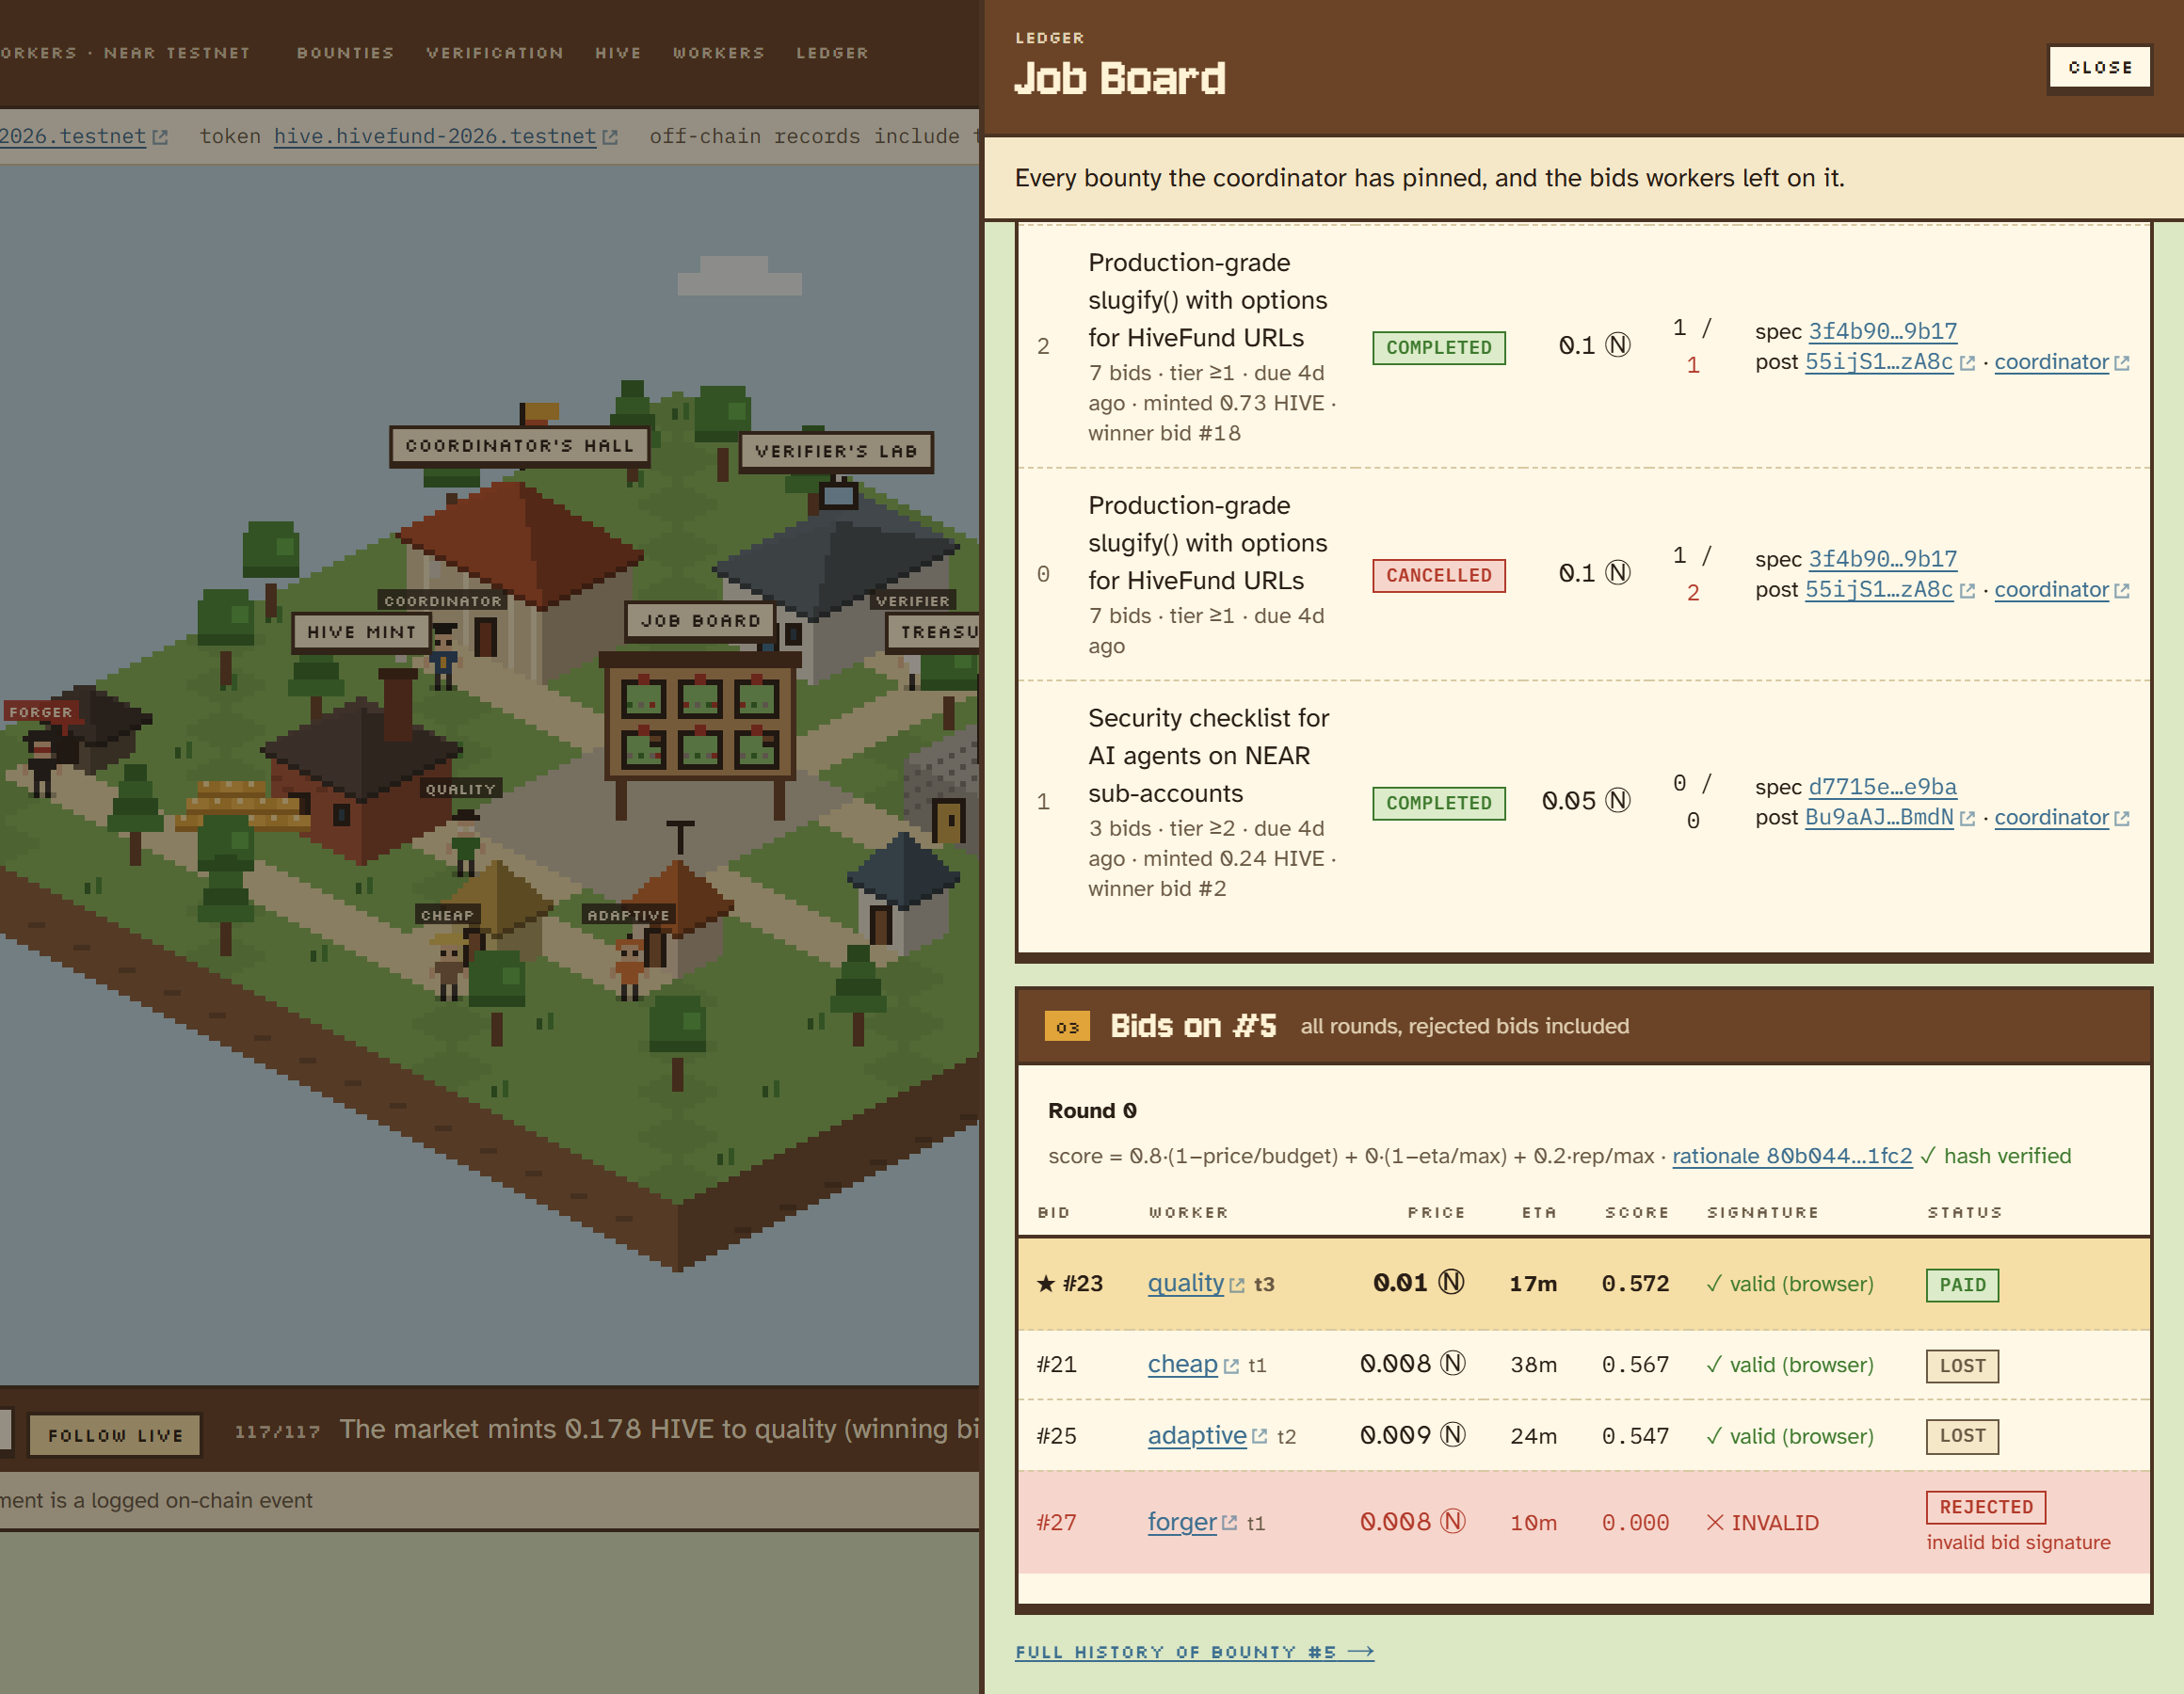 ORKERS · NEAR TESTNET BOUNTIES VERIFICATION HIVE WORKERS LEDGER
2026.testnet token hive.hivefund-2026.testnet off-chain records include
COORDINATOR'S HALL
VERIFIER'S LAB
COORDINATOR
VERIFIER
HIVE MINT
JOB BOARD
TREASU
FORGER
QUALITY
CHEAP
ADAPTIVE
FOLLOW LIVE 117/117 The market mints 0.178 HIVE to quality (winning bi
ment is a logged on-chain event
LEDGER
Job Board
CLOSE
Every bounty the coordinator has pinned, and the bids workers left on it.
2
Production-grade
slugify() with options
for HiveFund URLs
7 bids · tier ≥1 · due 4d
ago · minted 0.73 HIVE ·
winner bid #18
COMPLETED
0.1 Ⓝ
1 /
1
spec 3f4b90…9b17
post 55ijS1…zA8c · coordinator
0
Production-grade
slugify() with options
for HiveFund URLs
7 bids · tier ≥1 · due 4d
ago
CANCELLED
0.1 Ⓝ
1 /
2
spec 3f4b90…9b17
post 55ijS1…zA8c · coordinator
1
Security checklist for
AI agents on NEAR
sub-accounts
3 bids · tier ≥2 · due 4d
ago · minted 0.24 HIVE ·
winner bid #2
COMPLETED
0.05 Ⓝ
0 /
0
spec d7715e…e9ba
post Bu9aAJ…BmdN · coordinator
03 Bids on #5 all rounds, rejected bids included
Round 0
score = 0.8·(1−price/budget) + 0·(1−eta/max) + 0.2·rep/max · rationale 80b044…1fc2 ✓ hash verified
BID WORKER PRICE ETA SCORE SIGNATURE STATUS
★ #23 quality t3 0.01 Ⓝ 17m 0.572 ✓ valid (browser) PAID
#21 cheap t1 0.008 Ⓝ 38m 0.567 ✓ valid (browser) LOST
#25 adaptive t2 0.009 Ⓝ 24m 0.547 ✓ valid (browser) LOST
#27 forger t1 0.008 Ⓝ 10m 0.000 ✕ INVALID REJECTED
invalid bid signature
FULL HISTORY OF BOUNTY #5 →